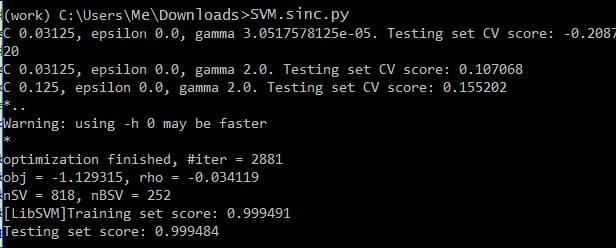 (work) C:\Users\Me\Downloads>SVM.sinc.py
C 0.03125, epsilon 0.0, gamma 3.0517578125e-05. Testing set CV score: -0.2087
20
C 0.03125, epsilon 0.0, gamma 2.0. Testing set CV score: 0.107068
C 0.125, epsilon 0.0, gamma 2.0. Testing set CV score: 0.155202
*..
Warning: using -h 0 may be faster
*
optimization finished, #iter = 2881
obj = -1.129315, rho = -0.034119
nSV = 818, nBSV = 252
[LibSVM]Training set score: 0.999491
Testing set score: 0.999484